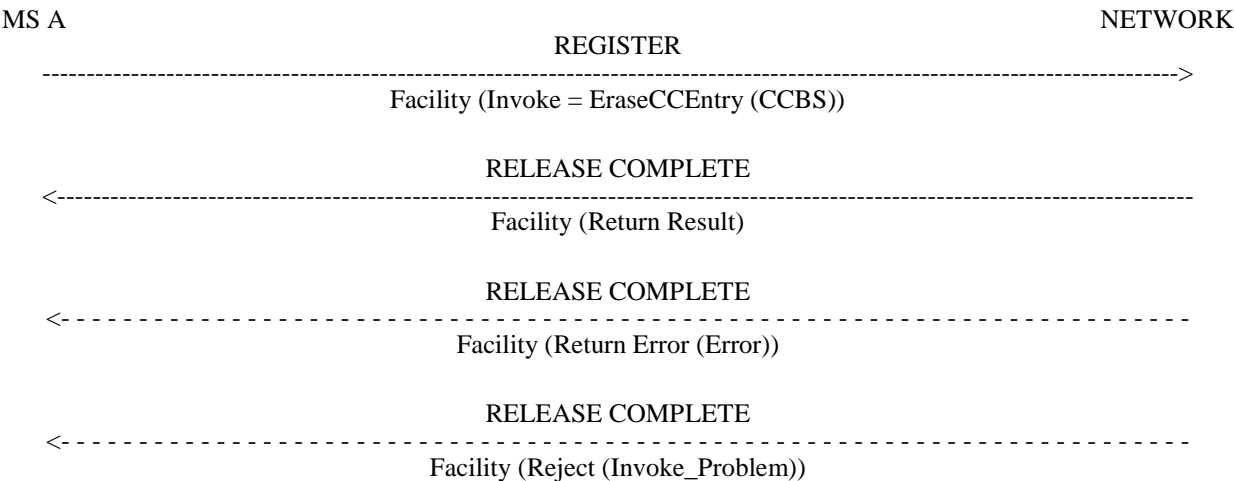 MS A NETWORK
REGISTER
------------------------------------------------------------------------------------------------------------------------------>
Facility (Invoke = EraseCCEntry (CCBS))
RELEASE COMPLETE
<------------------------------------------------------------------------------------------------------------------------------
Facility (Return Result)
RELEASE COMPLETE
<- - - - - - - - - - - - - - - - - - - - - - - - - - - - - - - - - - - - - - - - - - - - - - - - - - - - - - - - - - - - - - - - - - - - - - - - -
Facility (Return Error (Error))
RELEASE COMPLETE
<- - - - - - - - - - - - - - - - - - - - - - - - - - - - - - - - - - - - - - - - - - - - - - - - - - - - - - - - - - - - - - - - - - - - - - - - -
Facility (Reject (Invoke_Problem))